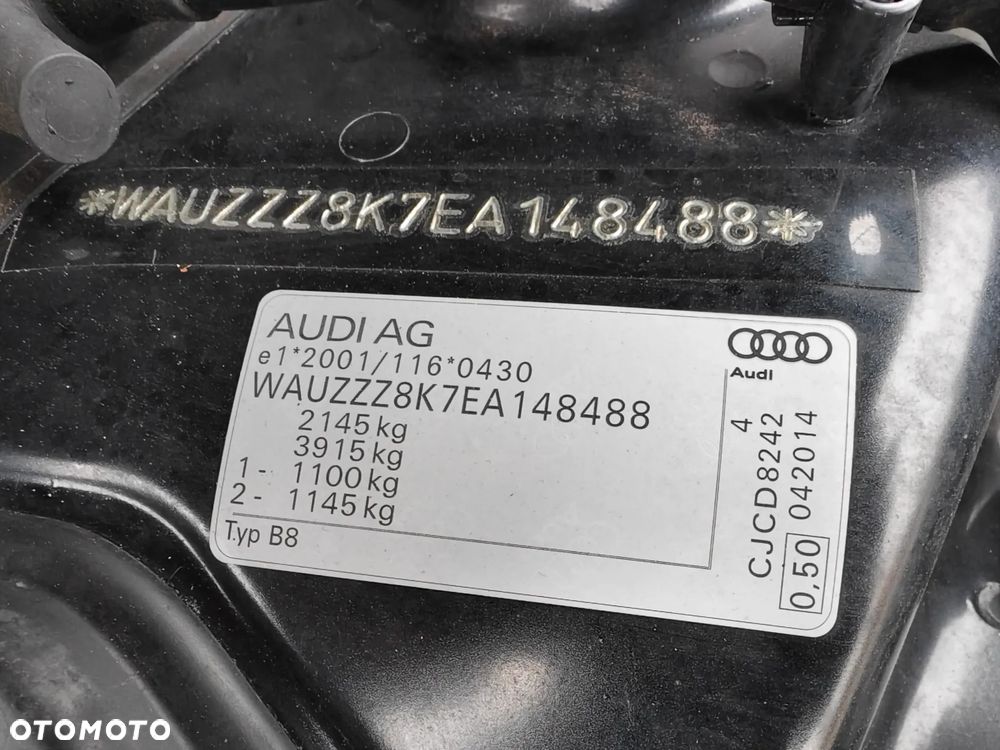 *WAUZZZ8K7EA148488*
AUDI AG
e1*2001/116*0430
WAUZZZ8K7EA148488
2145 kg
3915 kg
1 - 1100 kg
2 - 1145 kg
Typ B8
Audi
4
CJCD8242
0,50 042014
OTOMOTO